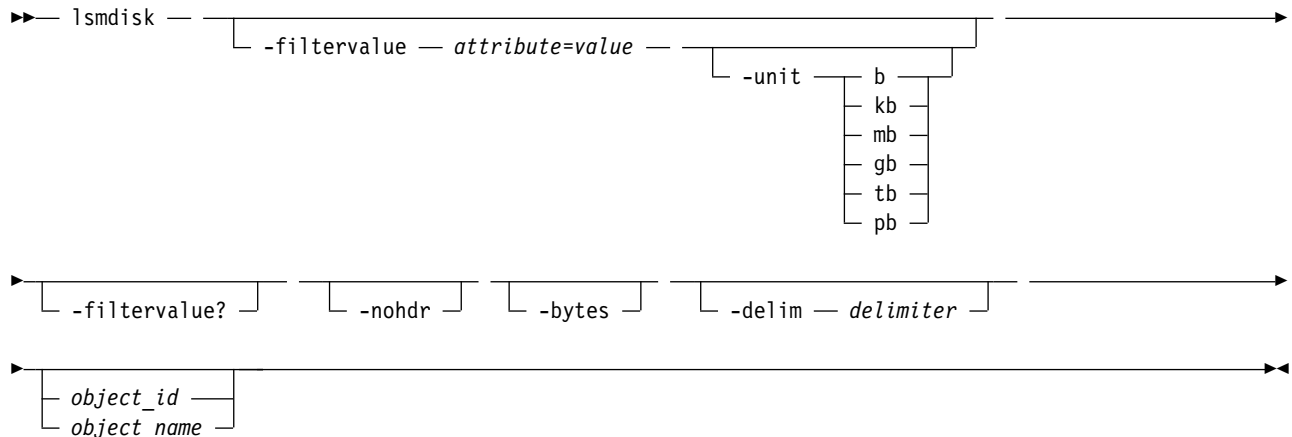 lsmdisk
-filtervalue attribute=value
-unit b
kb
mb
gb
tb
pb
-filtervalue? -nohdr -bytes -delim delimiter
object_id
object_name